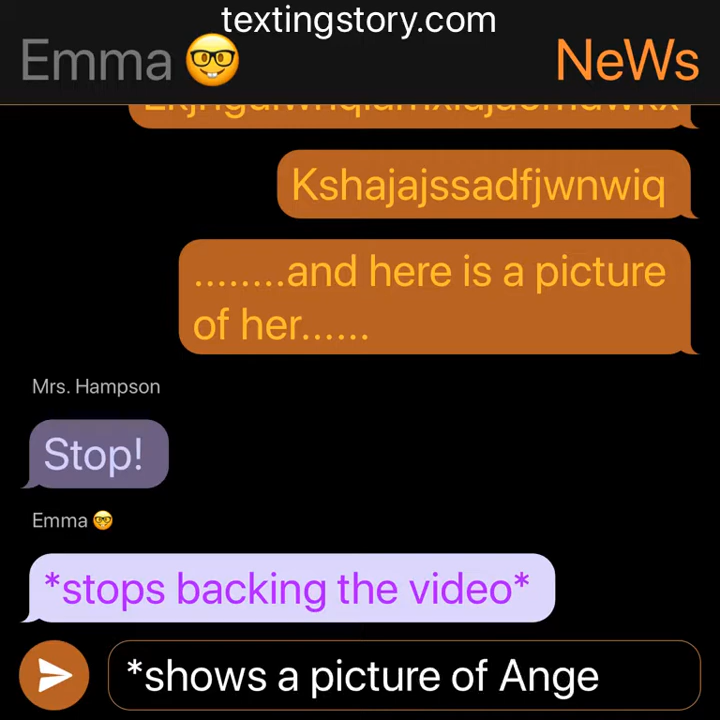 textingstory.com
Emma 🤓
NeWs
Kshajajssadfjwnwiq
........and here is a picture
of her......
Mrs. Hampson
Stop!
Emma 🤓
*stops backing the video*
*shows a picture of Ange